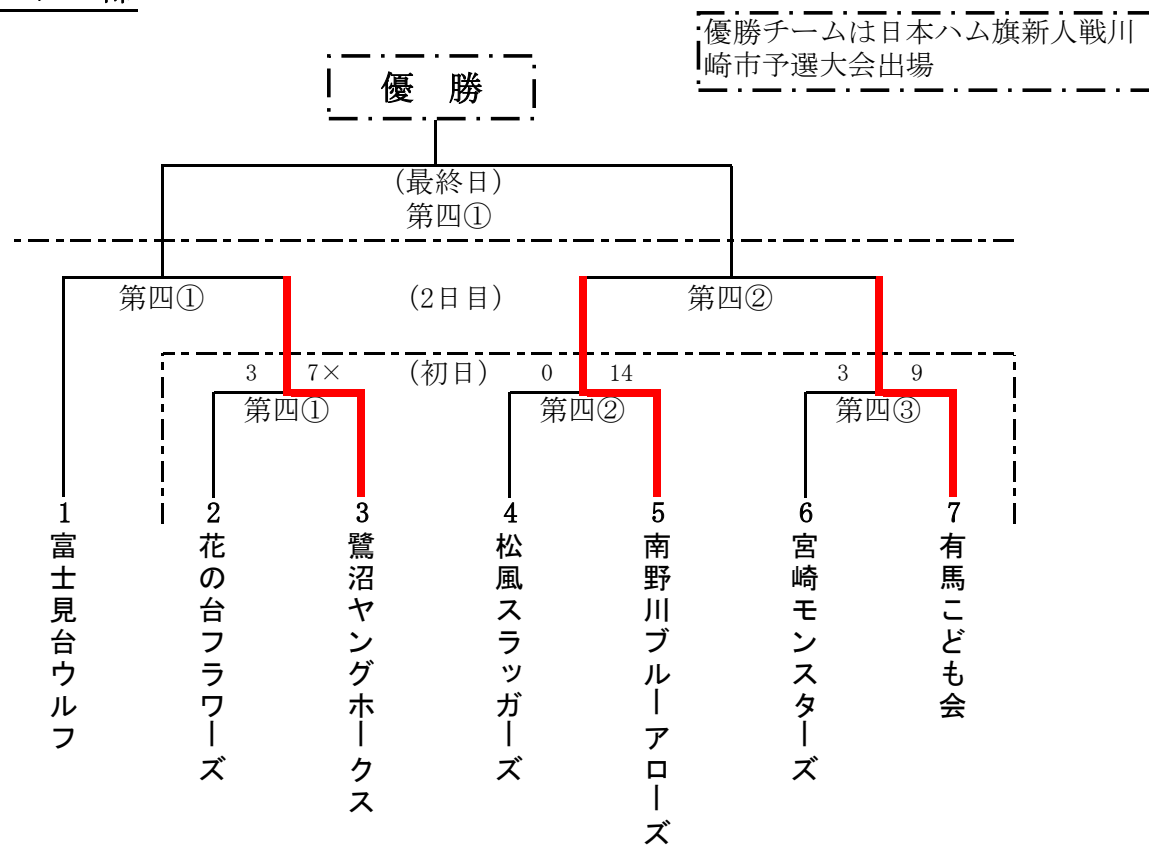 優勝チームは日本ハム旗新人戦川
崎市予選大会出場
優 勝
(最終日)
第四①
第四①
(2日目)
第四②
3 7×
(初日)
0 14
3 9
第四①
第四②
第四③
1 富士見台ウルフ
2 花の台フラワーズ
3 鷺沼ヤングホークス
4 松風スラッガーズ
5 南野川ブルーアローズ
6 宮崎モンスターズ
7 有馬こども会